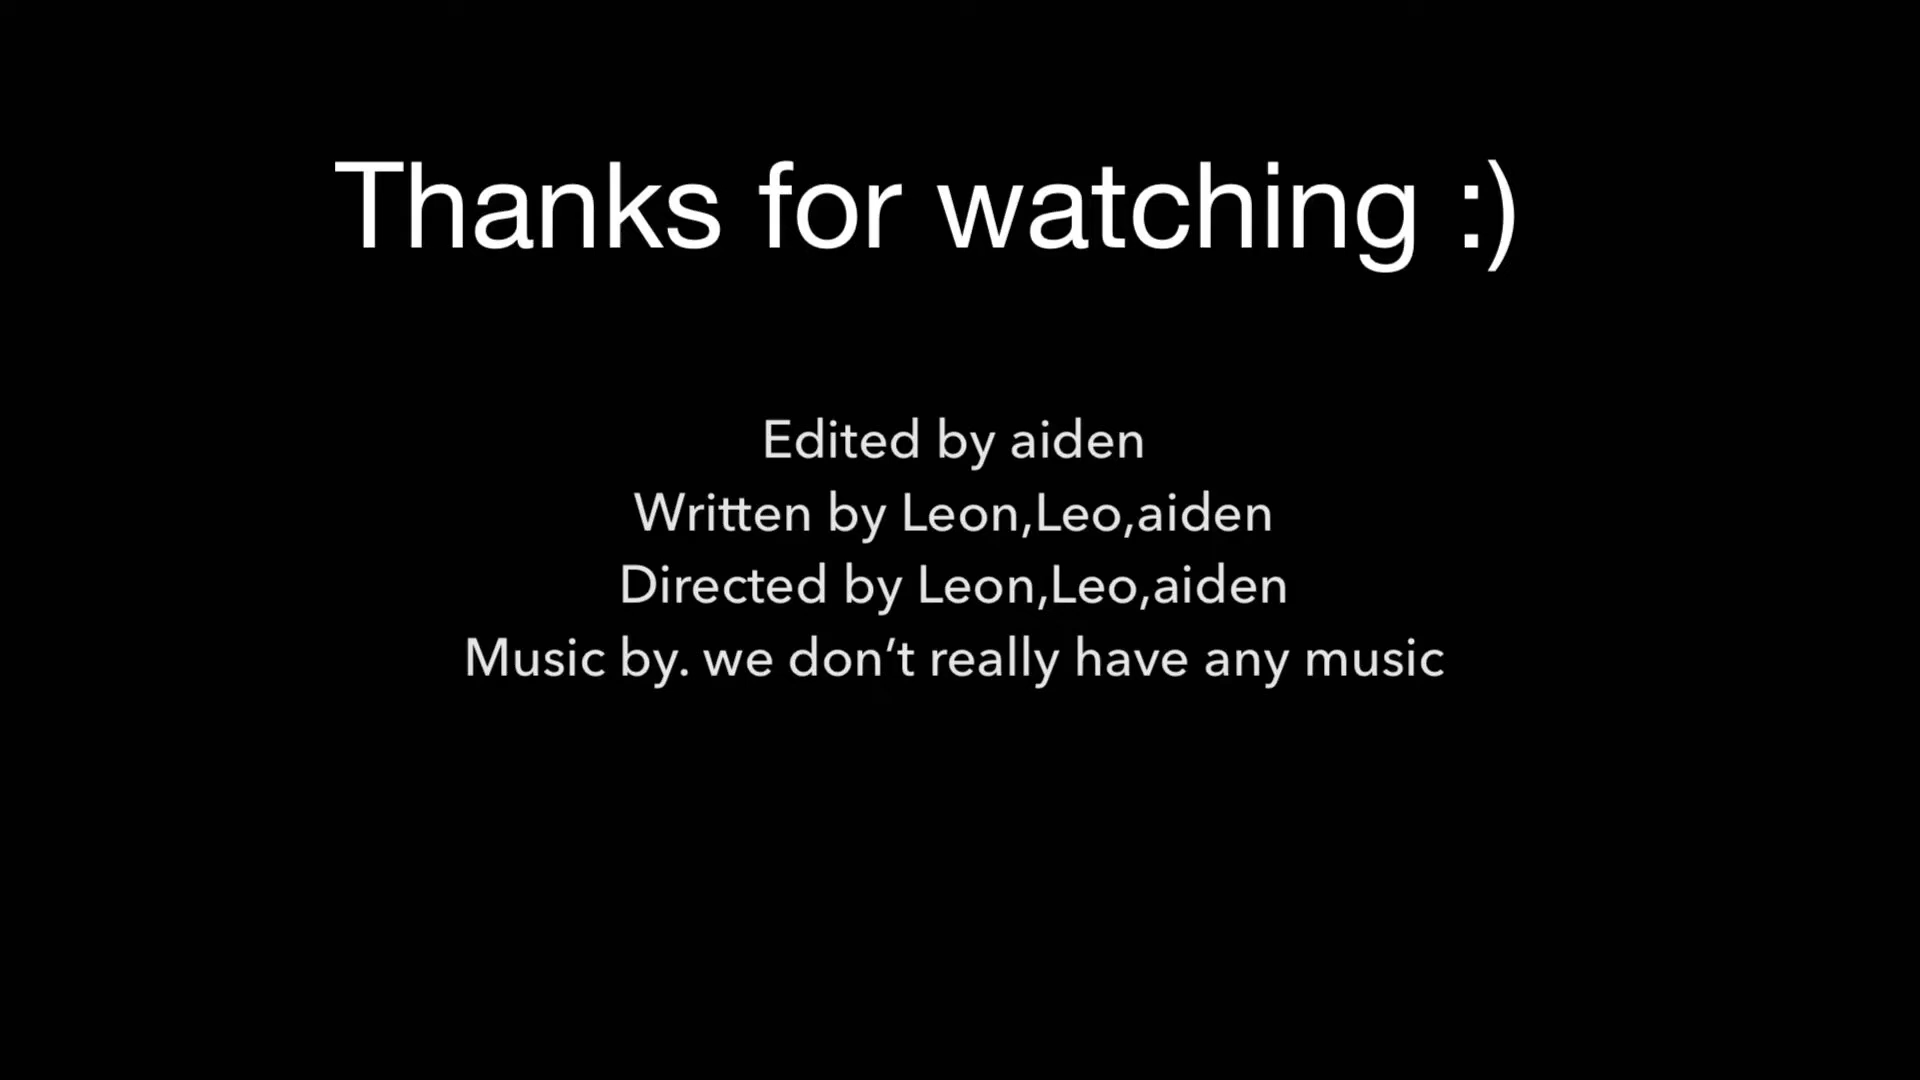 Thanks for watching :)
Edited by aiden
Written by Leon,Leo,aiden
Directed by Leon,Leo,aiden
Music by. we don’t really have any music